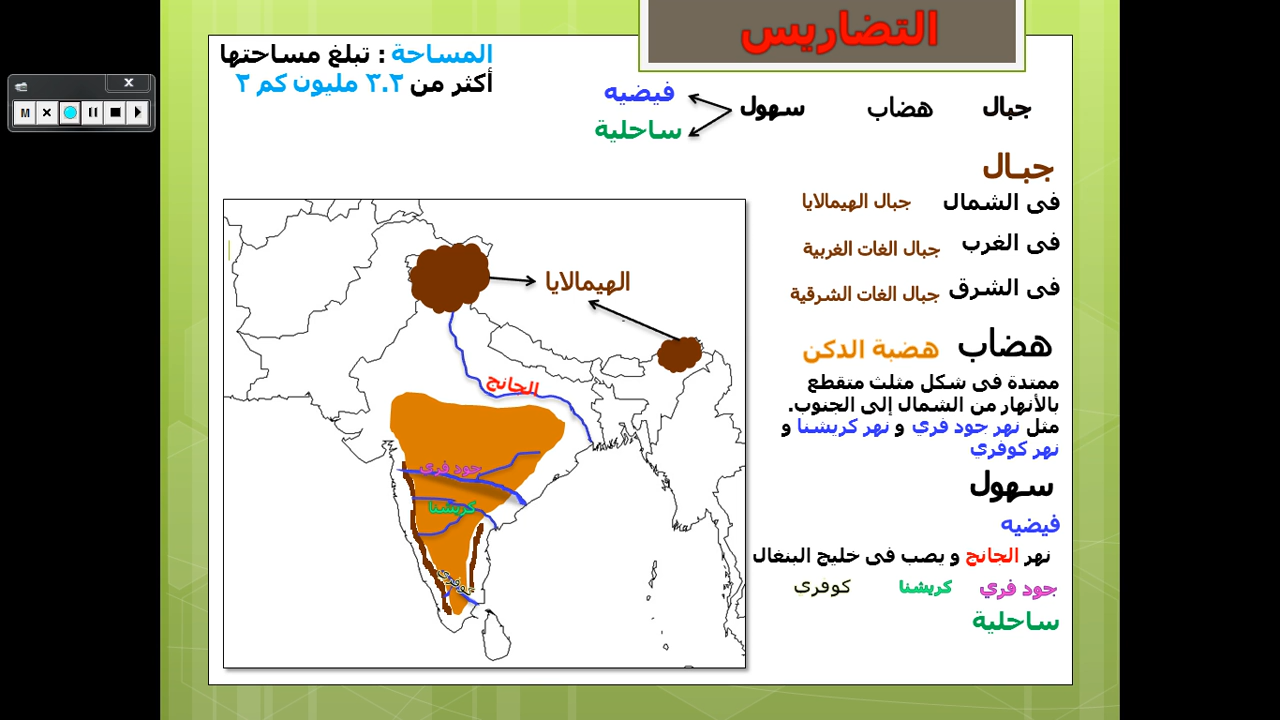 التضاريس
المساحة : تبلغ مساحتها
أكثر من ٣.٢ مليون كم ٢
جبال هضاب سهول
فيضيه
ساحلية
جبـال
فى الشمال جبال الهيمالايا
فى الغرب جبال الغات الغربية
فى الشرق جبال الغات الشرقية
هضاب هضبة الدكن
ممتدة فى شكل مثلث متقطع
بالأنهار من الشمال إلى الجنوب.
مثل نهر جود فري و نهر كريشنا و
نهر كوفري
سهول
فيضيه
نهر الجانج و يصب فى خليج البنغال
جود فري كريشنا كوفرى
ساحلية
الهيمالايا
الجانج
جود فرى
كريشنا
كوفرى
M